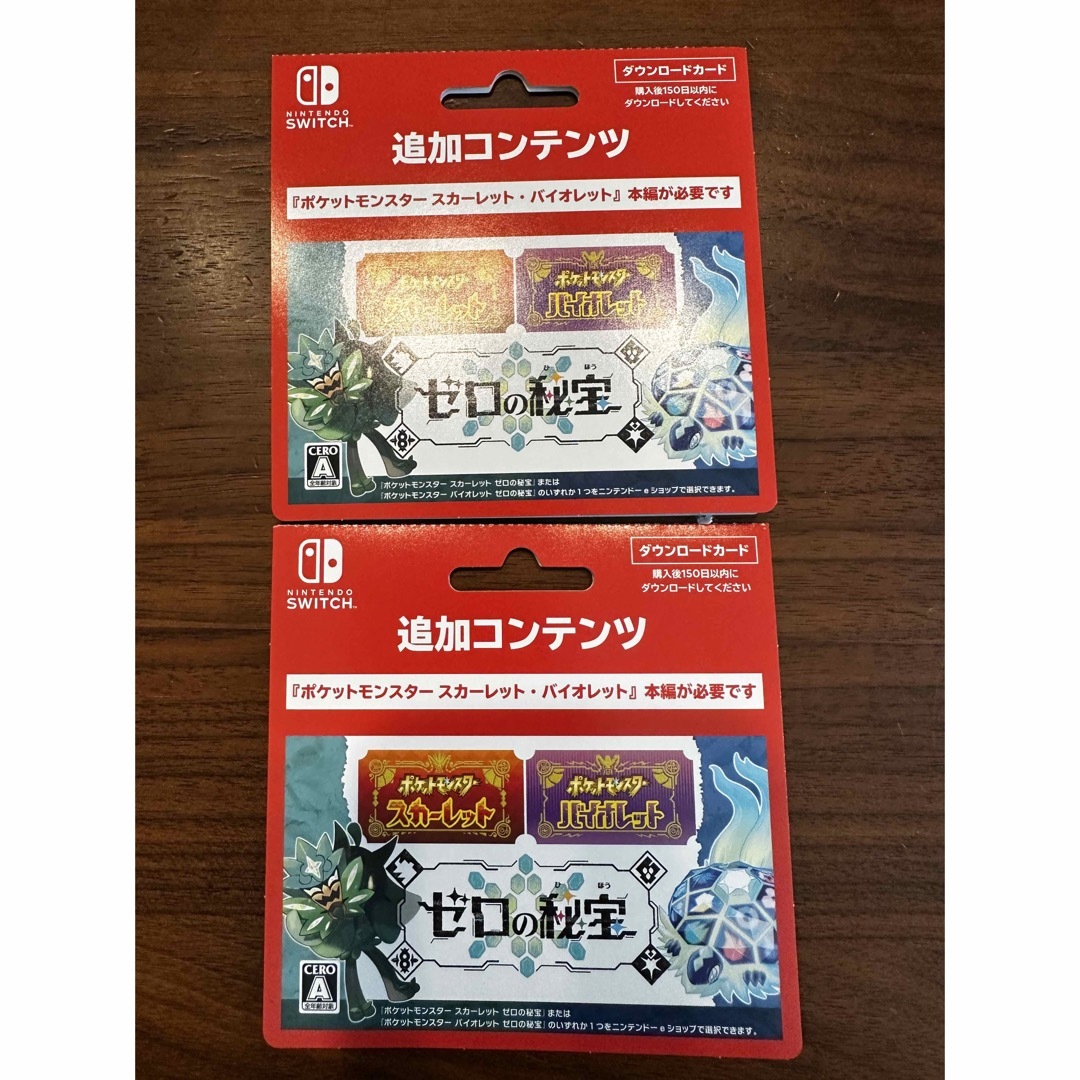 NINTENDO
SWITCH™
ダウンロードカード
購入後150日以内に
ダウンロードしてください
追加コンテンツ
『ポケットモンスター スカーレット・バイオレット』本編が必要です
ポケットモンスター
スカーレット
ポケットモンスター
バイオレット
ひ ほう
ゼロの秘宝
8
CERO
A
全年齢対象
『ポケットモンスター スカーレット ゼロの秘宝』または
『ポケットモンスター バイオレット ゼロの秘宝』のいずれか1つをニンテンドーeショップで選択できます。
NINTENDO
SWITCH™
ダウンロードカード
購入後150日以内に
ダウンロードしてください
追加コンテンツ
『ポケットモンスター スカーレット・バイオレット』本編が必要です
ポケットモンスター
スカーレット
ポケットモンスター
バイオレット
ひ ほう
ゼロの秘宝
8
CERO
A
全年齢対象
『ポケットモンスター スカーレット ゼロの秘宝』または
『ポケットモンスター バイオレット ゼロの秘宝』のいずれか1つをニンテンドーeショップで選択できます。